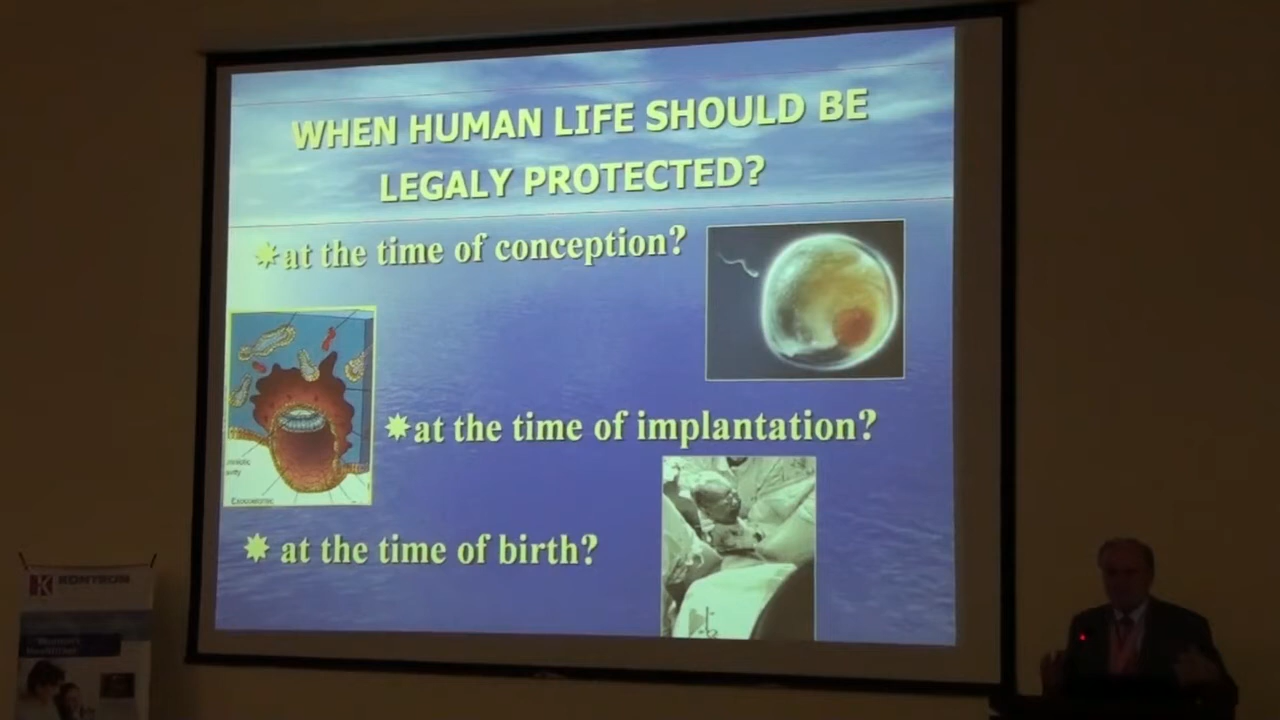 WHEN HUMAN LIFE SHOULD BE
LEGALY PROTECTED?
at the time of conception?
at the time of implantation?
at the time of birth?
K KONTRON